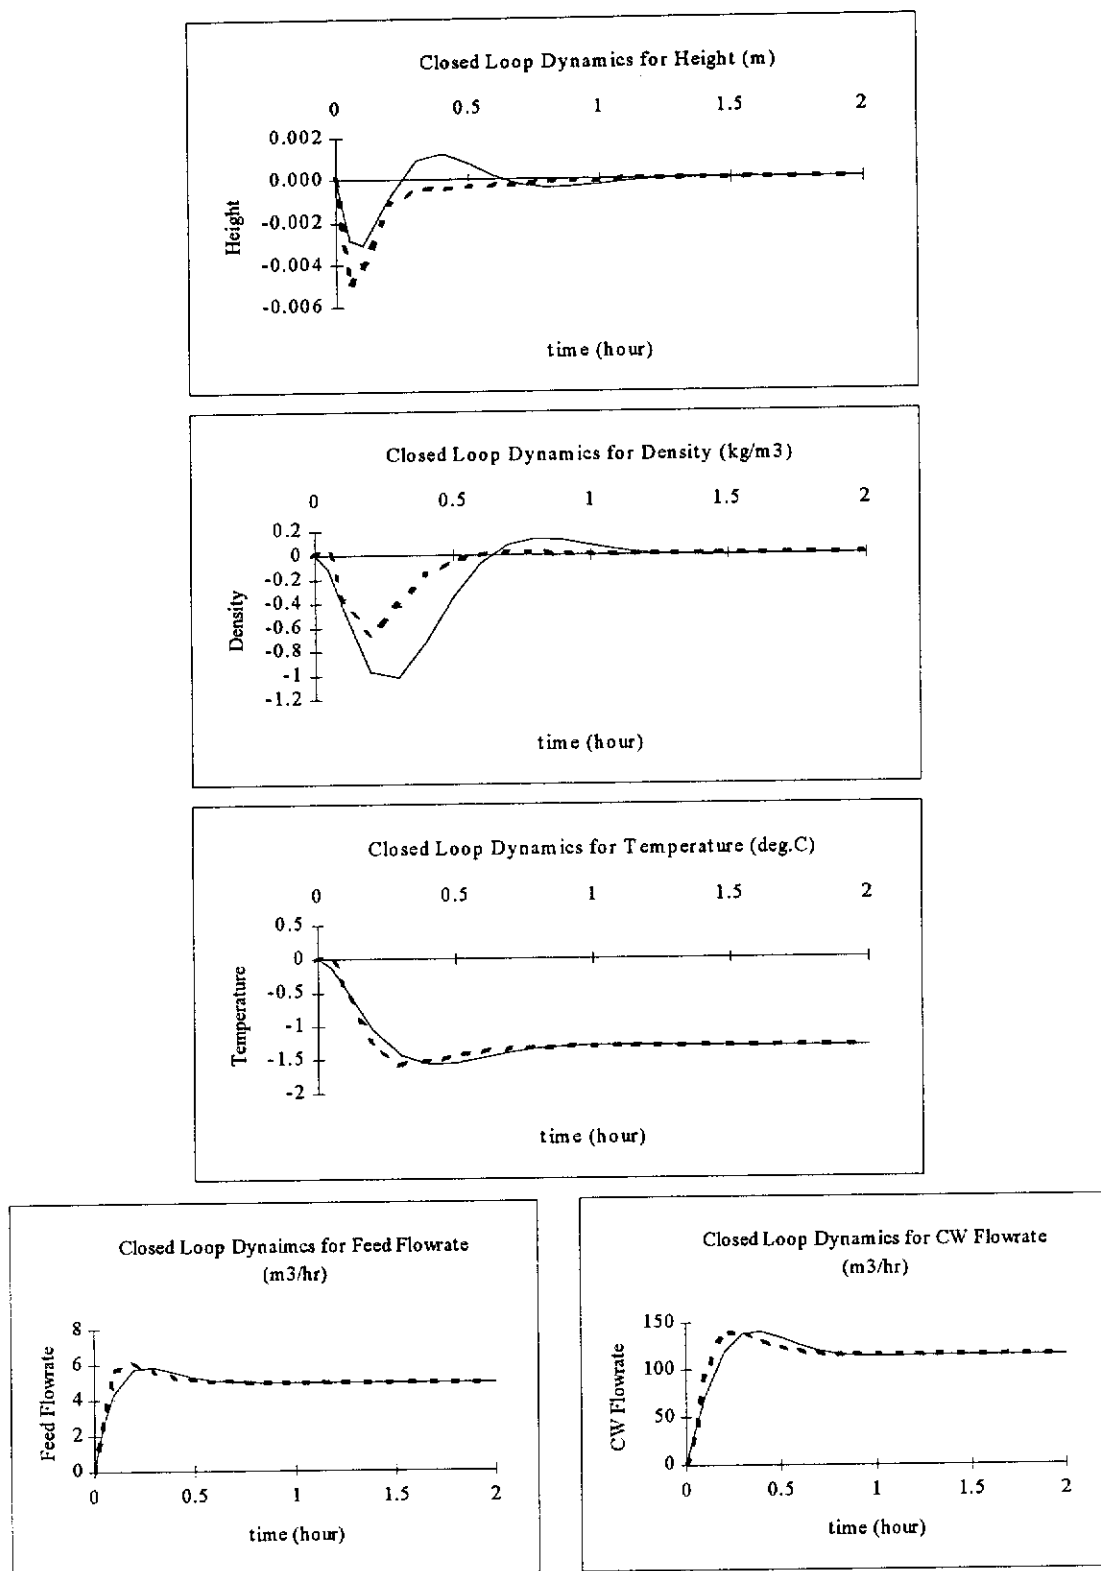 Closed Loop Dynamics for Height (m)
0 0.5 1 1.5 2
0.002
0.000
-0.002
-0.004
-0.006
Height
time (hour)
Closed Loop Dynamics for Density (kg/m3)
0 0.5 1 1.5 2
0.2
0
-0.2
-0.4
-0.6
-0.8
-1
-1.2
Density
time (hour)
Closed Loop Dynamics for Temperature (deg.C)
0 0.5 1 1.5 2
0.5
0
-0.5
-1
-1.5
-2
Temperature
time (hour)
Closed Loop Dynaimcs for Feed Flowrate
(m3/hr)
8
6
4
2
0
Feed Flowrate
0 0.5 1 1.5 2
time (hour)
Closed Loop Dynamics for CW Flowrate
(m3/hr)
150
100
50
0
CW Flowrate
0 0.5 1 1.5 2
time (hour)